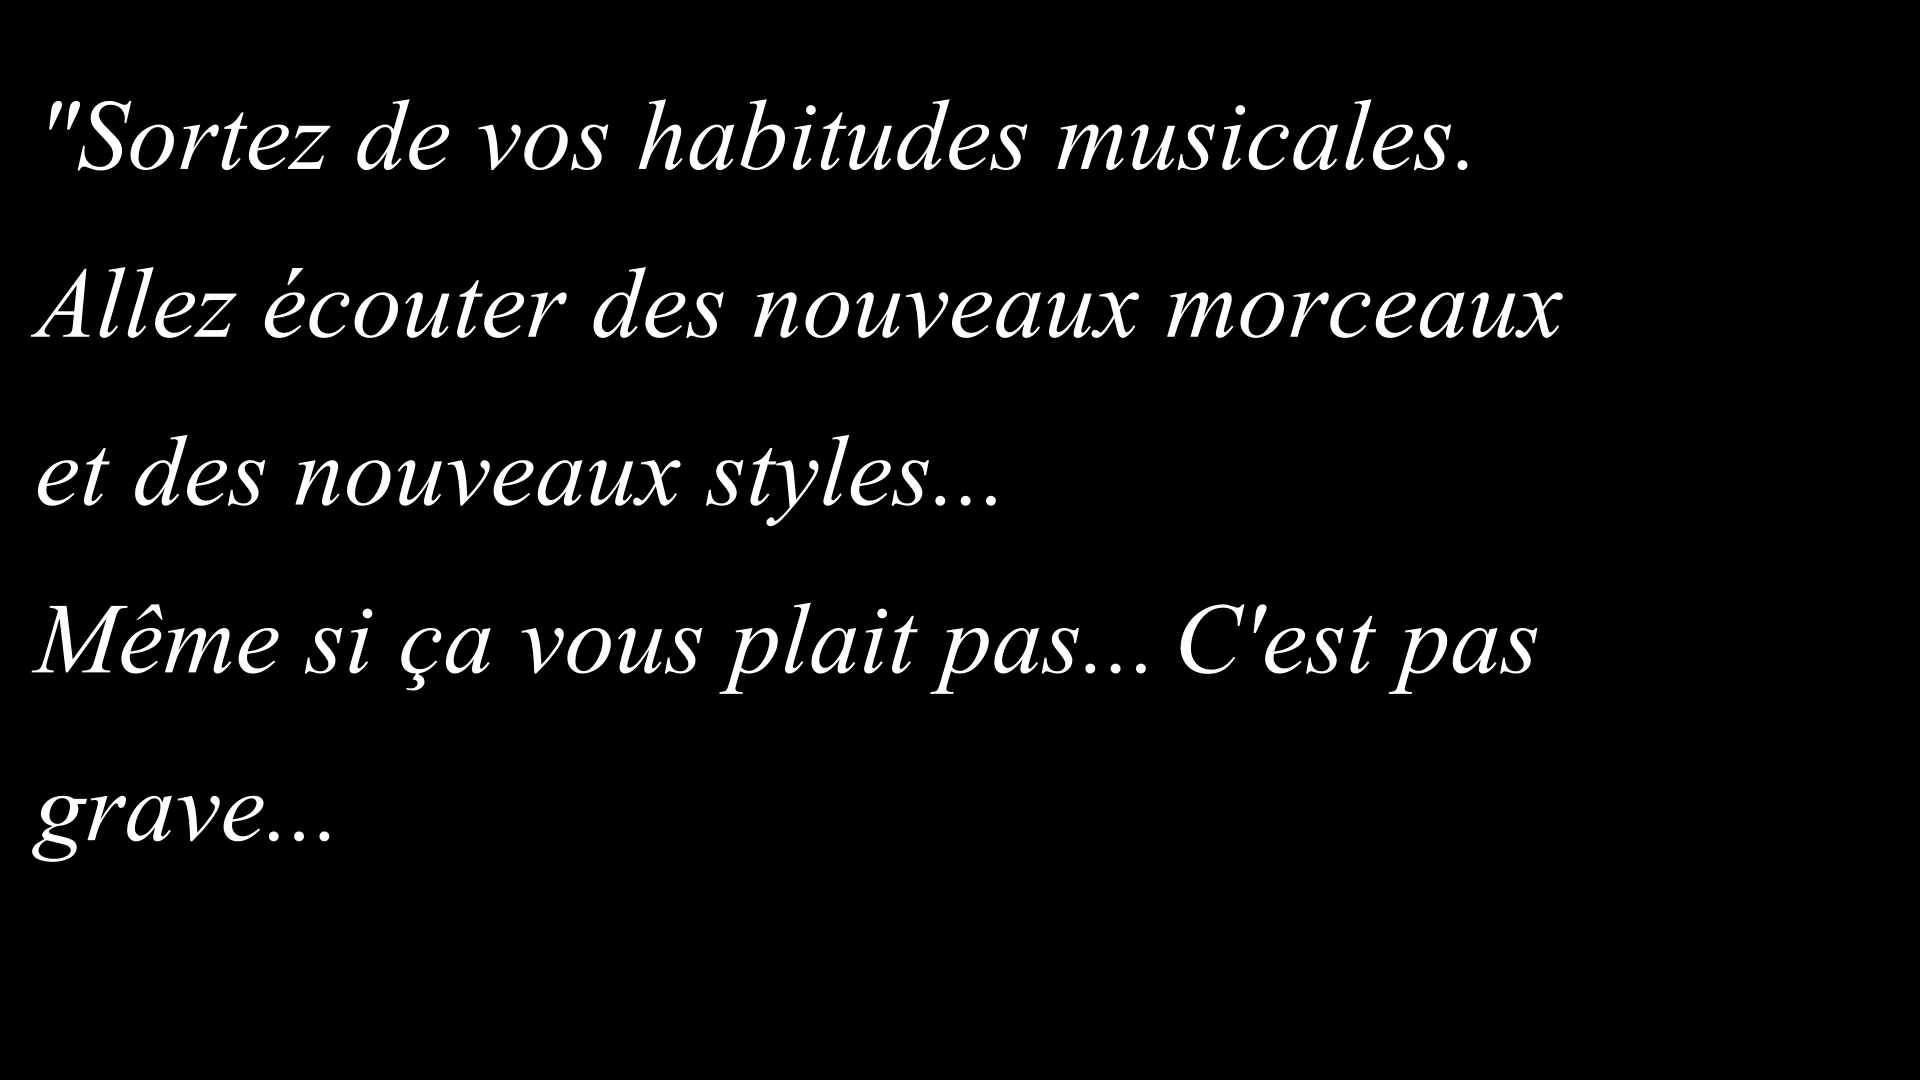 "Sortez de vos habitudes musicales.
Allez écouter des nouveaux morceaux
et des nouveaux styles...
Même si ça vous plait pas... C'est pas
grave...